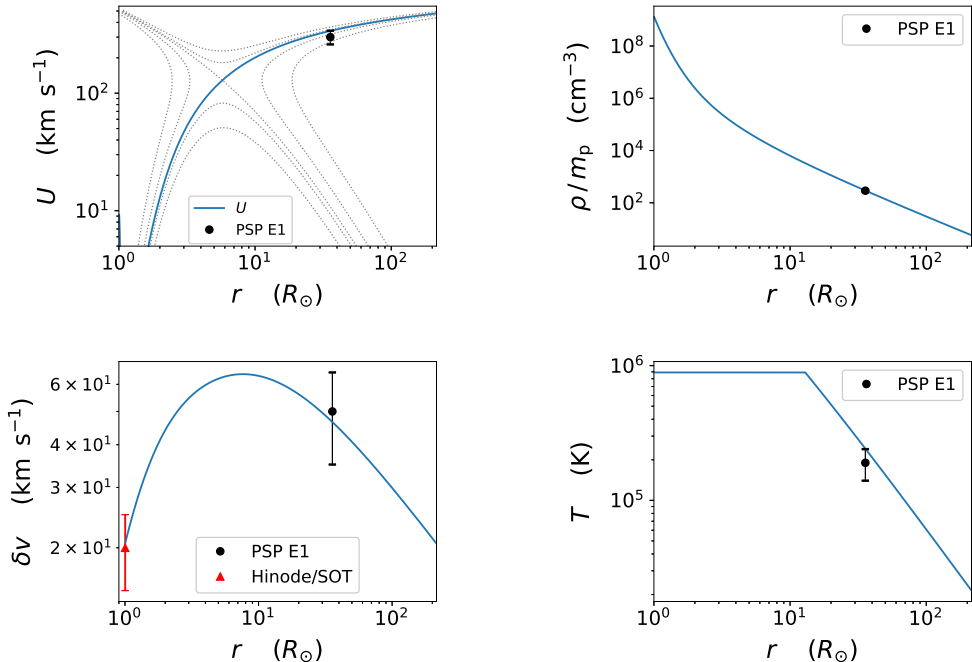 U (km s⁻¹)
10²
10¹
U
PSP E1
10⁰ 10¹ 10²
r (R⊙)
ρ/mₚ (cm⁻³)
10⁸
10⁶
10⁴
10²
PSP E1
10⁰ 10¹ 10²
r (R⊙)
δv (km s⁻¹)
6 × 10¹
4 × 10¹
3 × 10¹
2 × 10¹
PSP E1
Hinode/SOT
10⁰ 10¹ 10²
r (R⊙)
T (K)
10⁶
10⁵
PSP E1
10⁰ 10¹ 10²
r (R⊙)